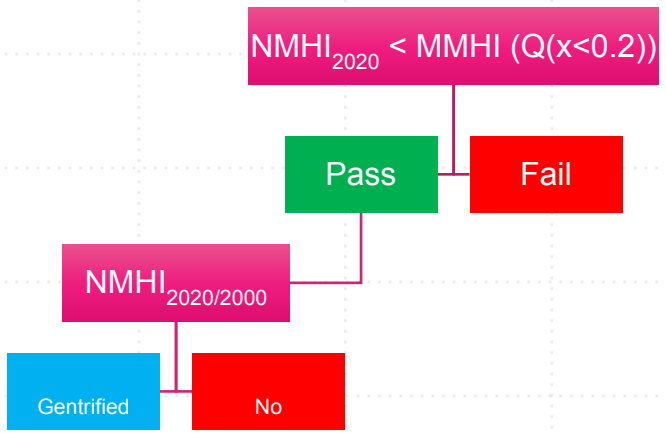 NMHI₂₀₂₀ < MMHI (Q(x<0.2))
Pass
Fail
NMHI₂₀₂₀/₂₀₀₀
Gentrified
No